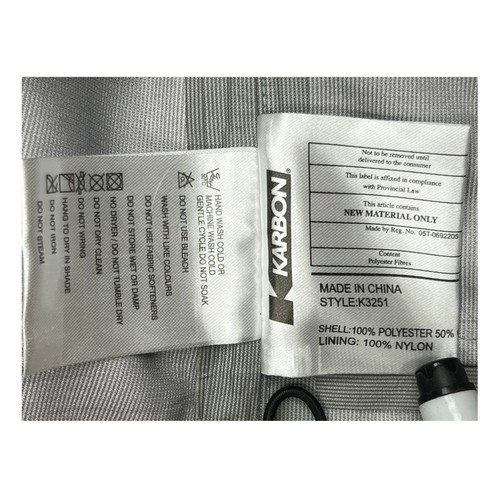 HAND WASH COLD OR
MACHINE WASH COLD
GENTLE CYCLE DO NOT SOAK
DO NOT USE BLEACH
WASH WITH LIKE COLOURS
DO NOT USE FABRIC SOFTENERS
DO NOT STORE WET OR DAMP
NO DRYER / DO NOT TUMBLE DRY
DO NOT DRY CLEAN
DO NOT WRING
HANG TO DRY IN SHADE
DO NOT IRON
DO NOT STEAM
KARBON
Not to be removed until
delivered to the consumer
This label is affixed in compliance
with Provincial Law
This article contains
NEW MATERIAL ONLY
Made by Reg. No. 05T-0692205
Content
Polyester Fibres
MADE IN CHINA
STYLE:K3251
SHELL:100% POLYESTER 50%
LINING: 100% NYLON